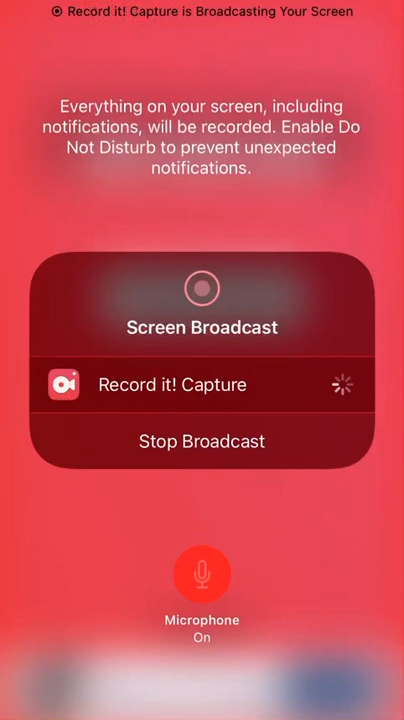 Record it! Capture is Broadcasting Your Screen
Everything on your screen, including
notifications, will be recorded. Enable Do
Not Disturb to prevent unexpected
notifications.
Screen Broadcast
Record it! Capture
Stop Broadcast
Microphone
On